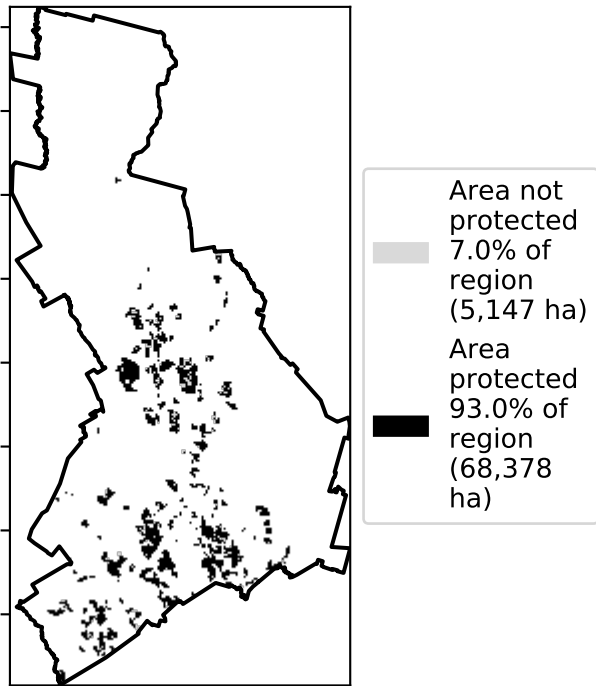 Area not
protected
7.0% of
region
(5,147 ha)
Area
protected
93.0% of
region
(68,378
ha)